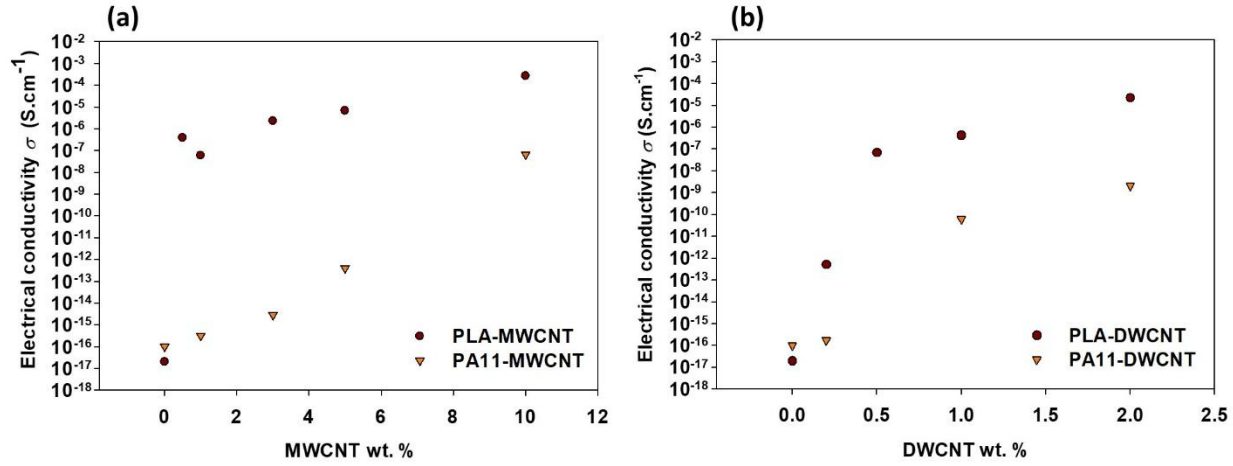 (a)
Electrical conductivity σ (S.cm⁻¹)
10⁻²
10⁻³
10⁻⁴
10⁻⁵
10⁻⁶
10⁻⁷
10⁻⁸
10⁻⁹
10⁻¹⁰
10⁻¹¹
10⁻¹²
10⁻¹³
10⁻¹⁴
10⁻¹⁵
10⁻¹⁶
10⁻¹⁷
10⁻¹⁸
PLA-MWCNT
PA11-MWCNT
0 2 4 6 8 10 12
MWCNT wt. %
(b)
Electrical conductivity σ (S.cm⁻¹)
10⁻²
10⁻³
10⁻⁴
10⁻⁵
10⁻⁶
10⁻⁷
10⁻⁸
10⁻⁹
10⁻¹⁰
10⁻¹¹
10⁻¹²
10⁻¹³
10⁻¹⁴
10⁻¹⁵
10⁻¹⁶
10⁻¹⁷
10⁻¹⁸
PLA-DWCNT
PA11-DWCNT
0.0 0.5 1.0 1.5 2.0 2.5
DWCNT wt. %